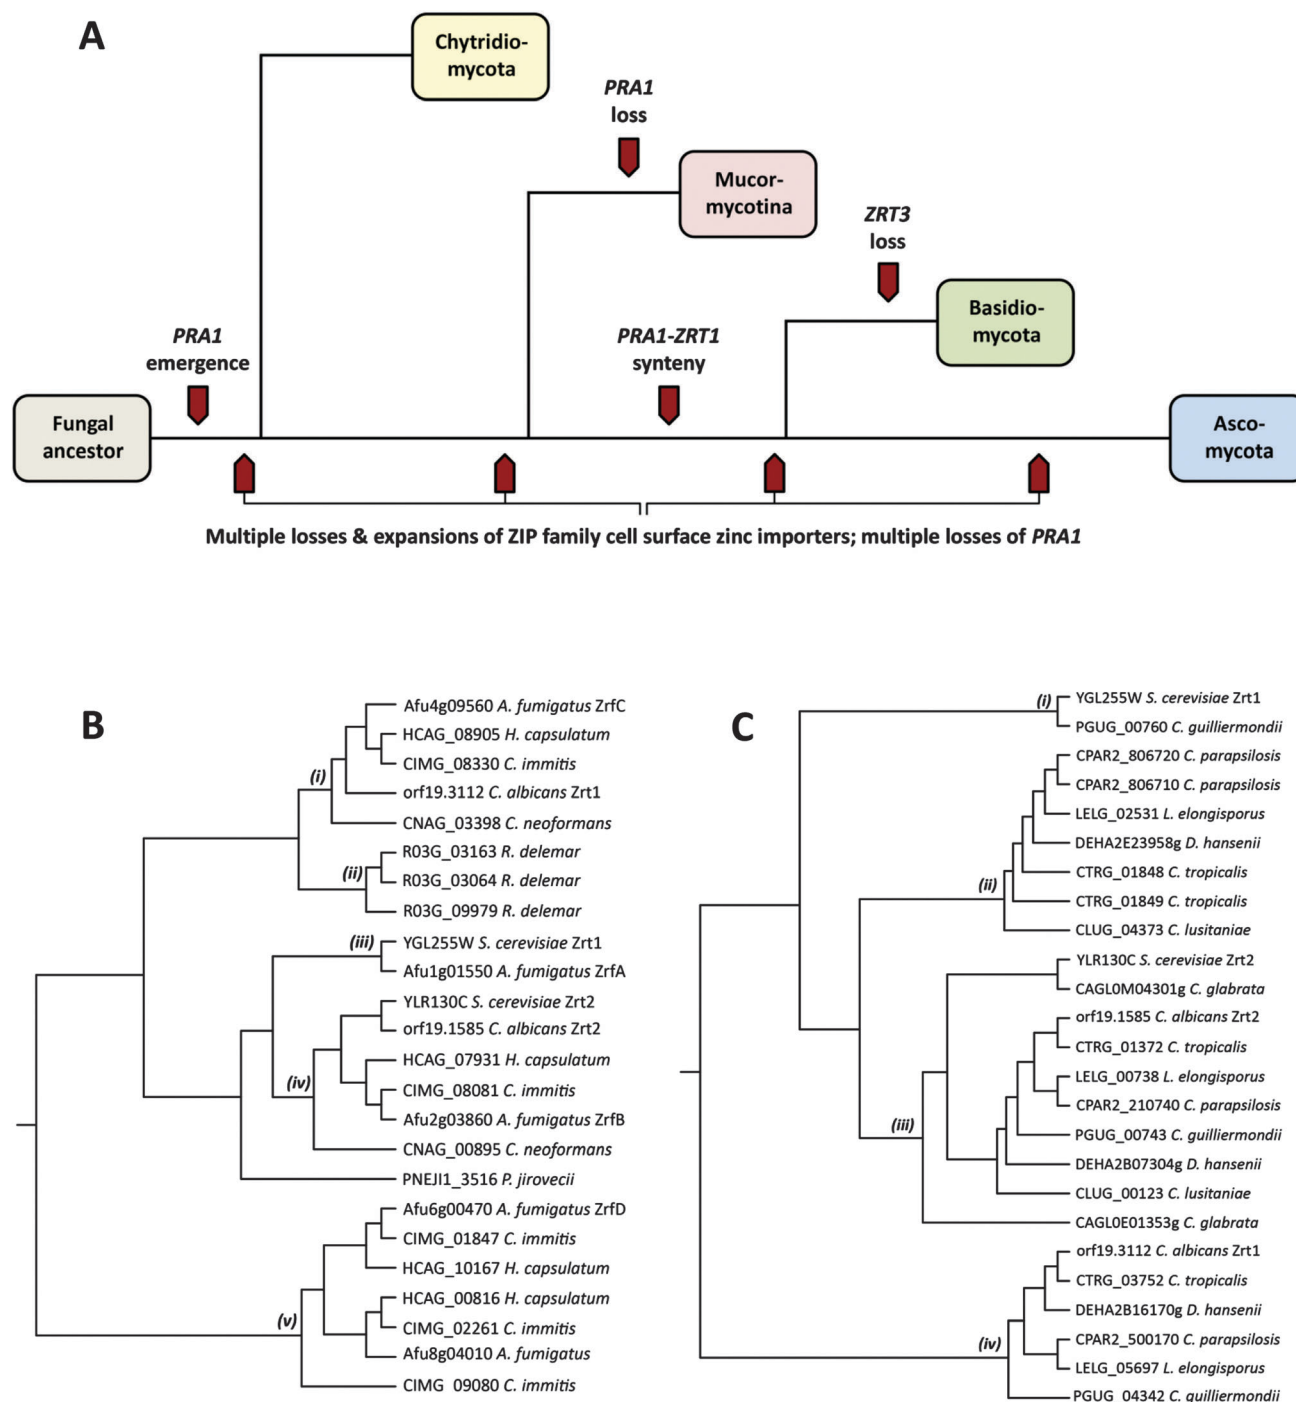 A
Chytridio-
mycota
PRA1
loss
Mucor-
mycotina
ZRT3
loss
Basidio-
mycota
PRA1
emergence
PRA1-ZRT1
synteny
Fungal
ancestor
Asco-
mycota
Multiple losses & expansions of ZIP family cell surface zinc importers; multiple losses of PRA1
B
Afu4g09560 A. fumigatus ZrfC
HCAG_08905 H. capsulatum
CIMG_08330 C. immitis
(i)
orf19.3112 C. albicans Zrt1
CNAG_03398 C. neoformans
R03G_03163 R. delemar
(ii)
R03G_03064 R. delemar
R03G_09979 R. delemar
(iii)
YGL255W S. cerevisiae Zrt1
Afu1g01550 A. fumigatus ZrfA
YLR130C S. cerevisiae Zrt2
orf19.1585 C. albicans Zrt2
HCAG_07931 H. capsulatum
(iv)
CIMG_08081 C. immitis
Afu2g03860 A. fumigatus ZrfB
CNAG_00895 C. neoformans
PNEJI1_3516 P. jirovecii
Afu6g00470 A. fumigatus ZrfD
CIMG_01847 C. immitis
HCAG_10167 H. capsulatum
HCAG_00816 H. capsulatum
(v)
CIMG_02261 C. immitis
Afu8g04010 A. fumigatus
CIMG_09080 C. immitis
C
(i)
YGL255W S. cerevisiae Zrt1
PGUG_00760 C. guilliermondii
CPAR2_806720 C. parapsilosis
CPAR2_806710 C. parapsilosis
LELG_02531 L. elongisporus
DEHA2E23958g D. hansenii
(ii)
CTRG_01848 C. tropicalis
CTRG_01849 C. tropicalis
CLUG_04373 C. lusitaniae
YLR130C S. cerevisiae Zrt2
CAGL0M04301g C. glabrata
orf19.1585 C. albicans Zrt2
CTRG_01372 C. tropicalis
LELG_00738 L. elongisporus
CPAR2_210740 C. parapsilosis
(iii)
PGUG_00743 C. guilliermondii
DEHA2B07304g D. hansenii
CLUG_00123 C. lusitaniae
CAGL0E01353g C. glabrata
orf19.3112 C. albicans Zrt1
CTRG_03752 C. tropicalis
DEHA2B16170g D. hansenii
(iv)
CPAR2_500170 C. parapsilosis
LELG_05697 L. elongisporus
PGUG_04342 C. guilliermondii